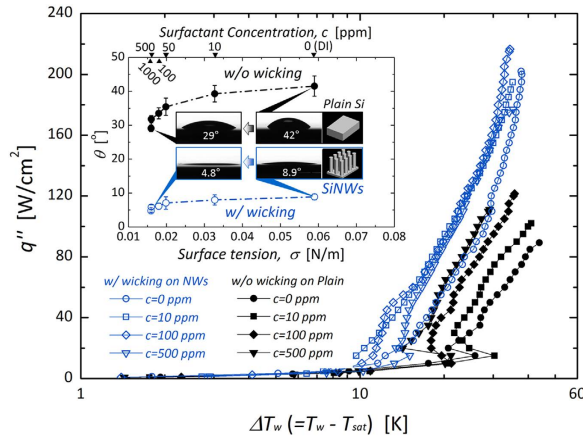 Surfactant Concentration, c [ppm]
500 50 10 0 (DI)
1000 100
w/o wicking
Plain Si
29° 42°
4.8° 8.9°
SiNWs
w/ wicking
θ [°]
50
40
30
20
10
0
0.01 0.02 0.03 0.04 0.05 0.06 0.07 0.08
Surface tension, σ [N/m]
w/ wicking on NWs w/o wicking on Plain
c=0 ppm c=0 ppm
c=10 ppm c=10 ppm
c=100 ppm c=100 ppm
c=500 ppm c=500 ppm
q'' [W/cm²]
240
200
160
120
80
40
0
1 10 60
ΔTw (=Tw - Tsat) [K]